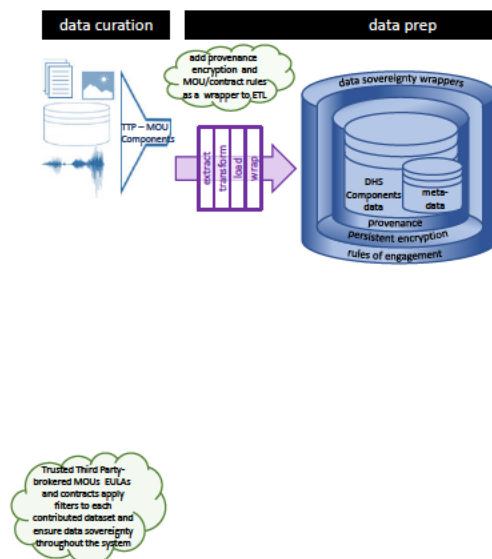 data curation
data prep
add provenance
encryption and
MOU/contract rules
as a wrapper to ETL
TTP – MOU
Components
extract
transform
load
wrap
data sovereignty wrappers
DHS
Components
data
meta-
data
provenance
persistent encryption
rules of engagement
Trusted Third Party-
brokered MOUs EULAs
and contracts apply
filters to each
contributed dataset and
ensure data sovereignty
throughout the system